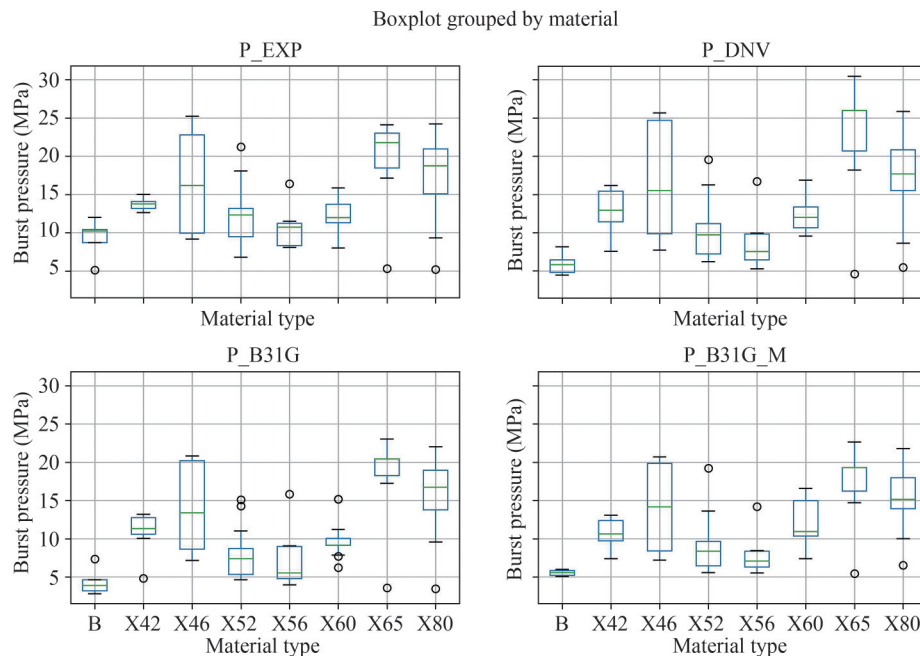 Boxplot grouped by material
P_EXP
P_DNV
Burst pressure (MPa)
30
25
20
15
10
5
Burst pressure (MPa)
Material type
Material type
P_B31G
P_B31G_M
Burst pressure (MPa)
30
25
20
15
10
5
Burst pressure (MPa)
B X42 X46 X52 X56 X60 X65 X80
B X42 X46 X52 X56 X60 X65 X80
Material type
Material type